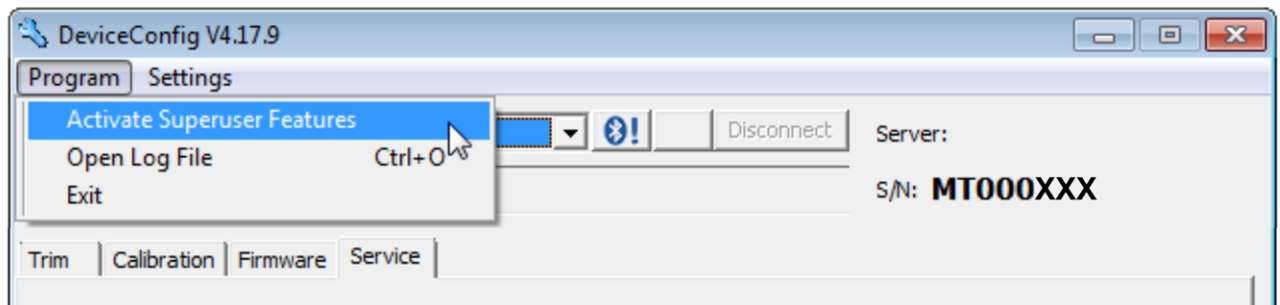 DeviceConfig V4.17.9
Program Settings
Activate Superuser Features
Open Log File Ctrl+O
Exit
Disconnect
Server:
S/N: MT000XXX
Trim Calibration Firmware Service